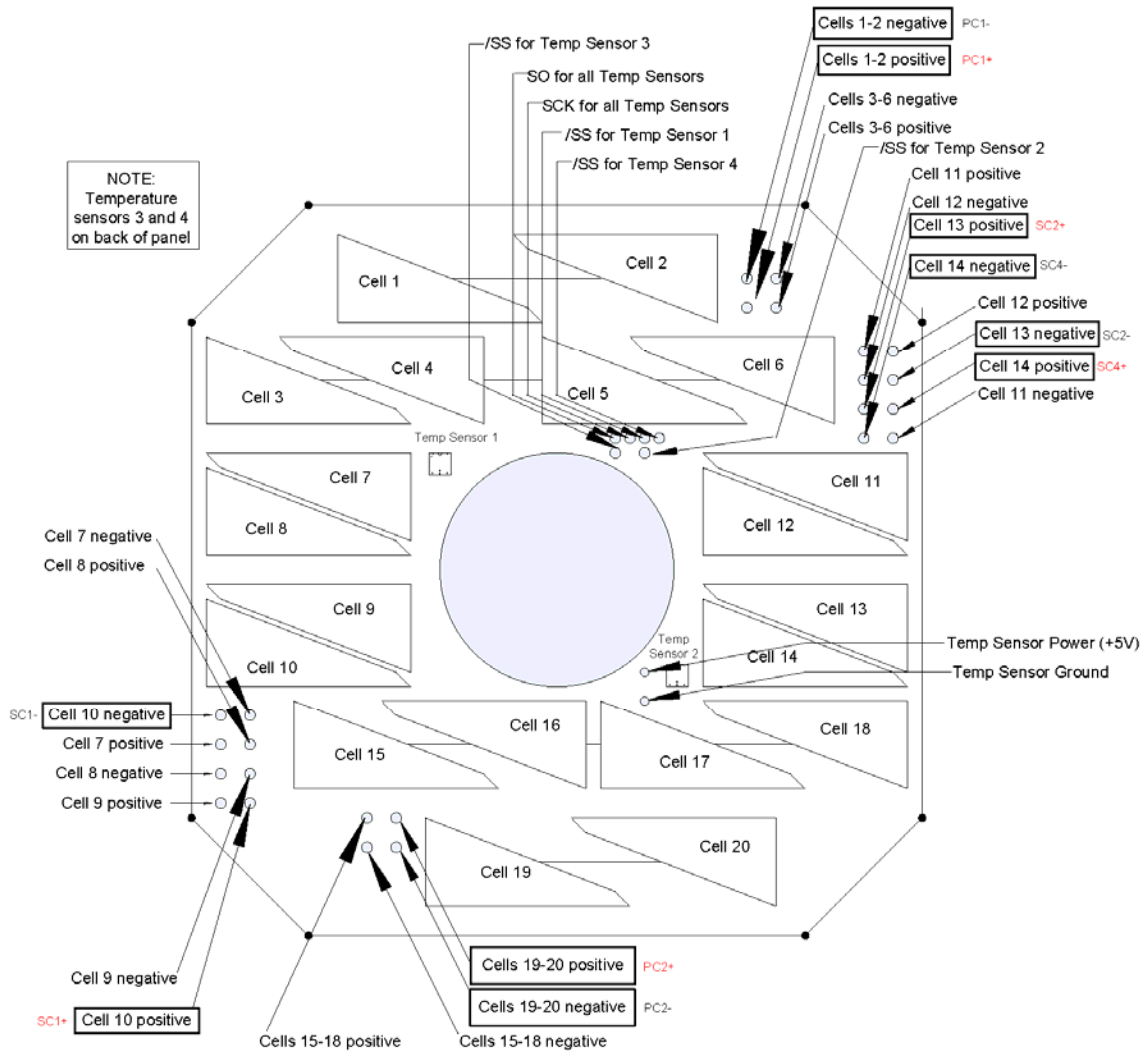 Cells 1-2 negative PC1-
/SS for Temp Sensor 3
Cells 1-2 positive PC1+
SO for all Temp Sensors
Cells 3-6 negative
SCK for all Temp Sensors
Cells 3-6 positive
/SS for Temp Sensor 1
/SS for Temp Sensor 2
/SS for Temp Sensor 4
Cell 11 positive
NOTE:
Temperature
sensors 3 and 4
on back of panel
Cell 12 negative
Cell 13 positive SC2+
Cell 14 negative SC4-
Cell 2
Cell 1
Cell 12 positive
Cell 13 negative SC2-
Cell 14 positive SC4+
Cell 11 negative
Cell 4
Cell 6
Cell 3
Cell 5
Temp Sensor 1
Cell 7
Cell 11
Cell 8
Cell 12
Cell 7 negative
Cell 8 positive
Cell 9
Cell 13
Cell 10
Cell 14
Temp
Sensor 2
Temp Sensor Power (+5V)
Temp Sensor Ground
SC1- Cell 10 negative
Cell 7 positive
Cell 8 negative
Cell 9 positive
Cell 16
Cell 18
Cell 15
Cell 17
Cell 20
Cell 19
Cell 9 negative
SC1+ Cell 10 positive
Cells 19-20 positive PC2+
Cells 19-20 negative PC2-
Cells 15-18 positive
Cells 15-18 negative